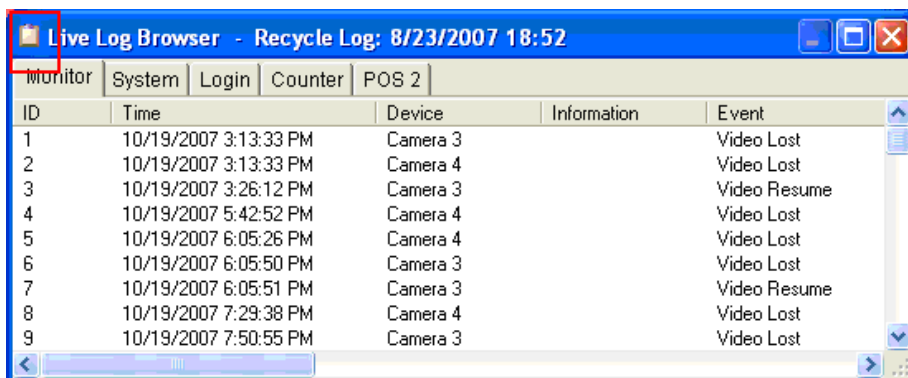 Live Log Browser - Recycle Log: 8/23/2007 18:52
Monitor System Login Counter POS 2
ID Time Device Information Event
1 10/19/2007 3:13:33 PM Camera 3 Video Lost
2 10/19/2007 3:13:33 PM Camera 4 Video Lost
3 10/19/2007 3:26:12 PM Camera 3 Video Resume
4 10/19/2007 5:42:52 PM Camera 4 Video Lost
5 10/19/2007 6:05:26 PM Camera 4 Video Lost
6 10/19/2007 6:05:50 PM Camera 3 Video Lost
7 10/19/2007 6:05:51 PM Camera 3 Video Resume
8 10/19/2007 7:29:38 PM Camera 4 Video Lost
9 10/19/2007 7:50:55 PM Camera 3 Video Lost